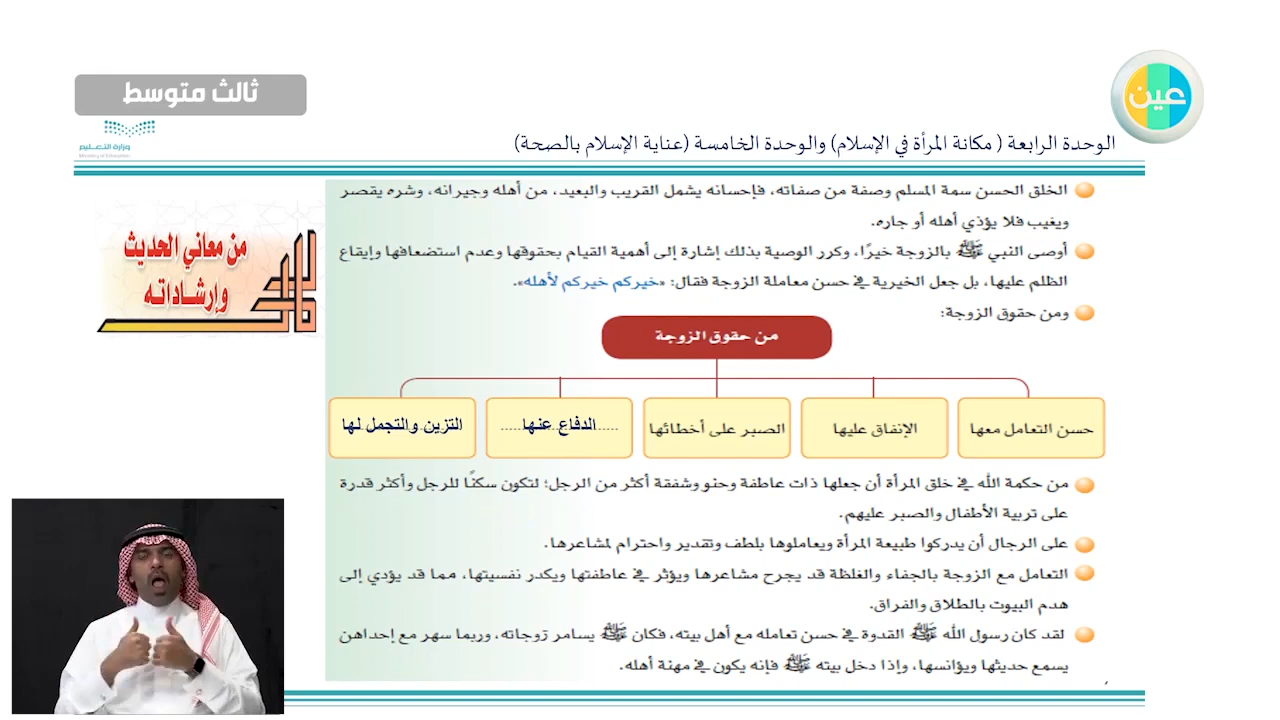 ثالث متوسط
عين
وزارة التعليم
Ministry of Education
الوحدة الرابعة ( مكانة المرأة في الإسلام) والوحدة الخامسة (عناية الإسلام بالصحة)
من معاني الحديث
وإرشاداته
الخلق الحسن سمة المسلم وصفة من صفاته، فإحسانه يشمل القريب والبعيد، من أهله وجيرانه، وشره يقصر
ويغيب فلا يؤذي أهله أو جاره.
أوصى النبي ﷺ بالزوجة خيرًا، وكرر الوصية بذلك إشارة إلى أهمية القيام بحقوقها وعدم استضعافها وإيقاع
الظلم عليها، بل جعل الخيرية في حسن معاملة الزوجة فقال: «خيركم خيركم لأهله».
ومن حقوق الزوجة:
من حقوق الزوجة
حسن التعامل معها
الإنفاق عليها
الصبر على أخطائها
.....الدفاع عنها.....
التزين والتجمل لها
من حكمة الله في خلق المرأة أن جعلها ذات عاطفة وحنو وشفقة أكثر من الرجل؛ لتكون سكنًا للرجل وأكثر قدرة
على تربية الأطفال والصبر عليهم.
على الرجال أن يدركوا طبيعة المرأة ويعاملوها بلطف وتقدير واحترام لمشاعرها.
التعامل مع الزوجة بالجفاء والغلظة قد يجرح مشاعرها ويؤثر في عاطفتها ويكدر نفسيتها، مما قد يؤدي إلى
هدم البيوت بالطلاق والفراق.
لقد كان رسول الله ﷺ القدوة في حسن تعامله مع أهل بيته، فكان ﷺ يسامر زوجاته، وربما سهر مع إحداهن
يسمع حديثها ويؤانسها، وإذا دخل بيته ﷺ فإنه يكون في مهنة أهله.